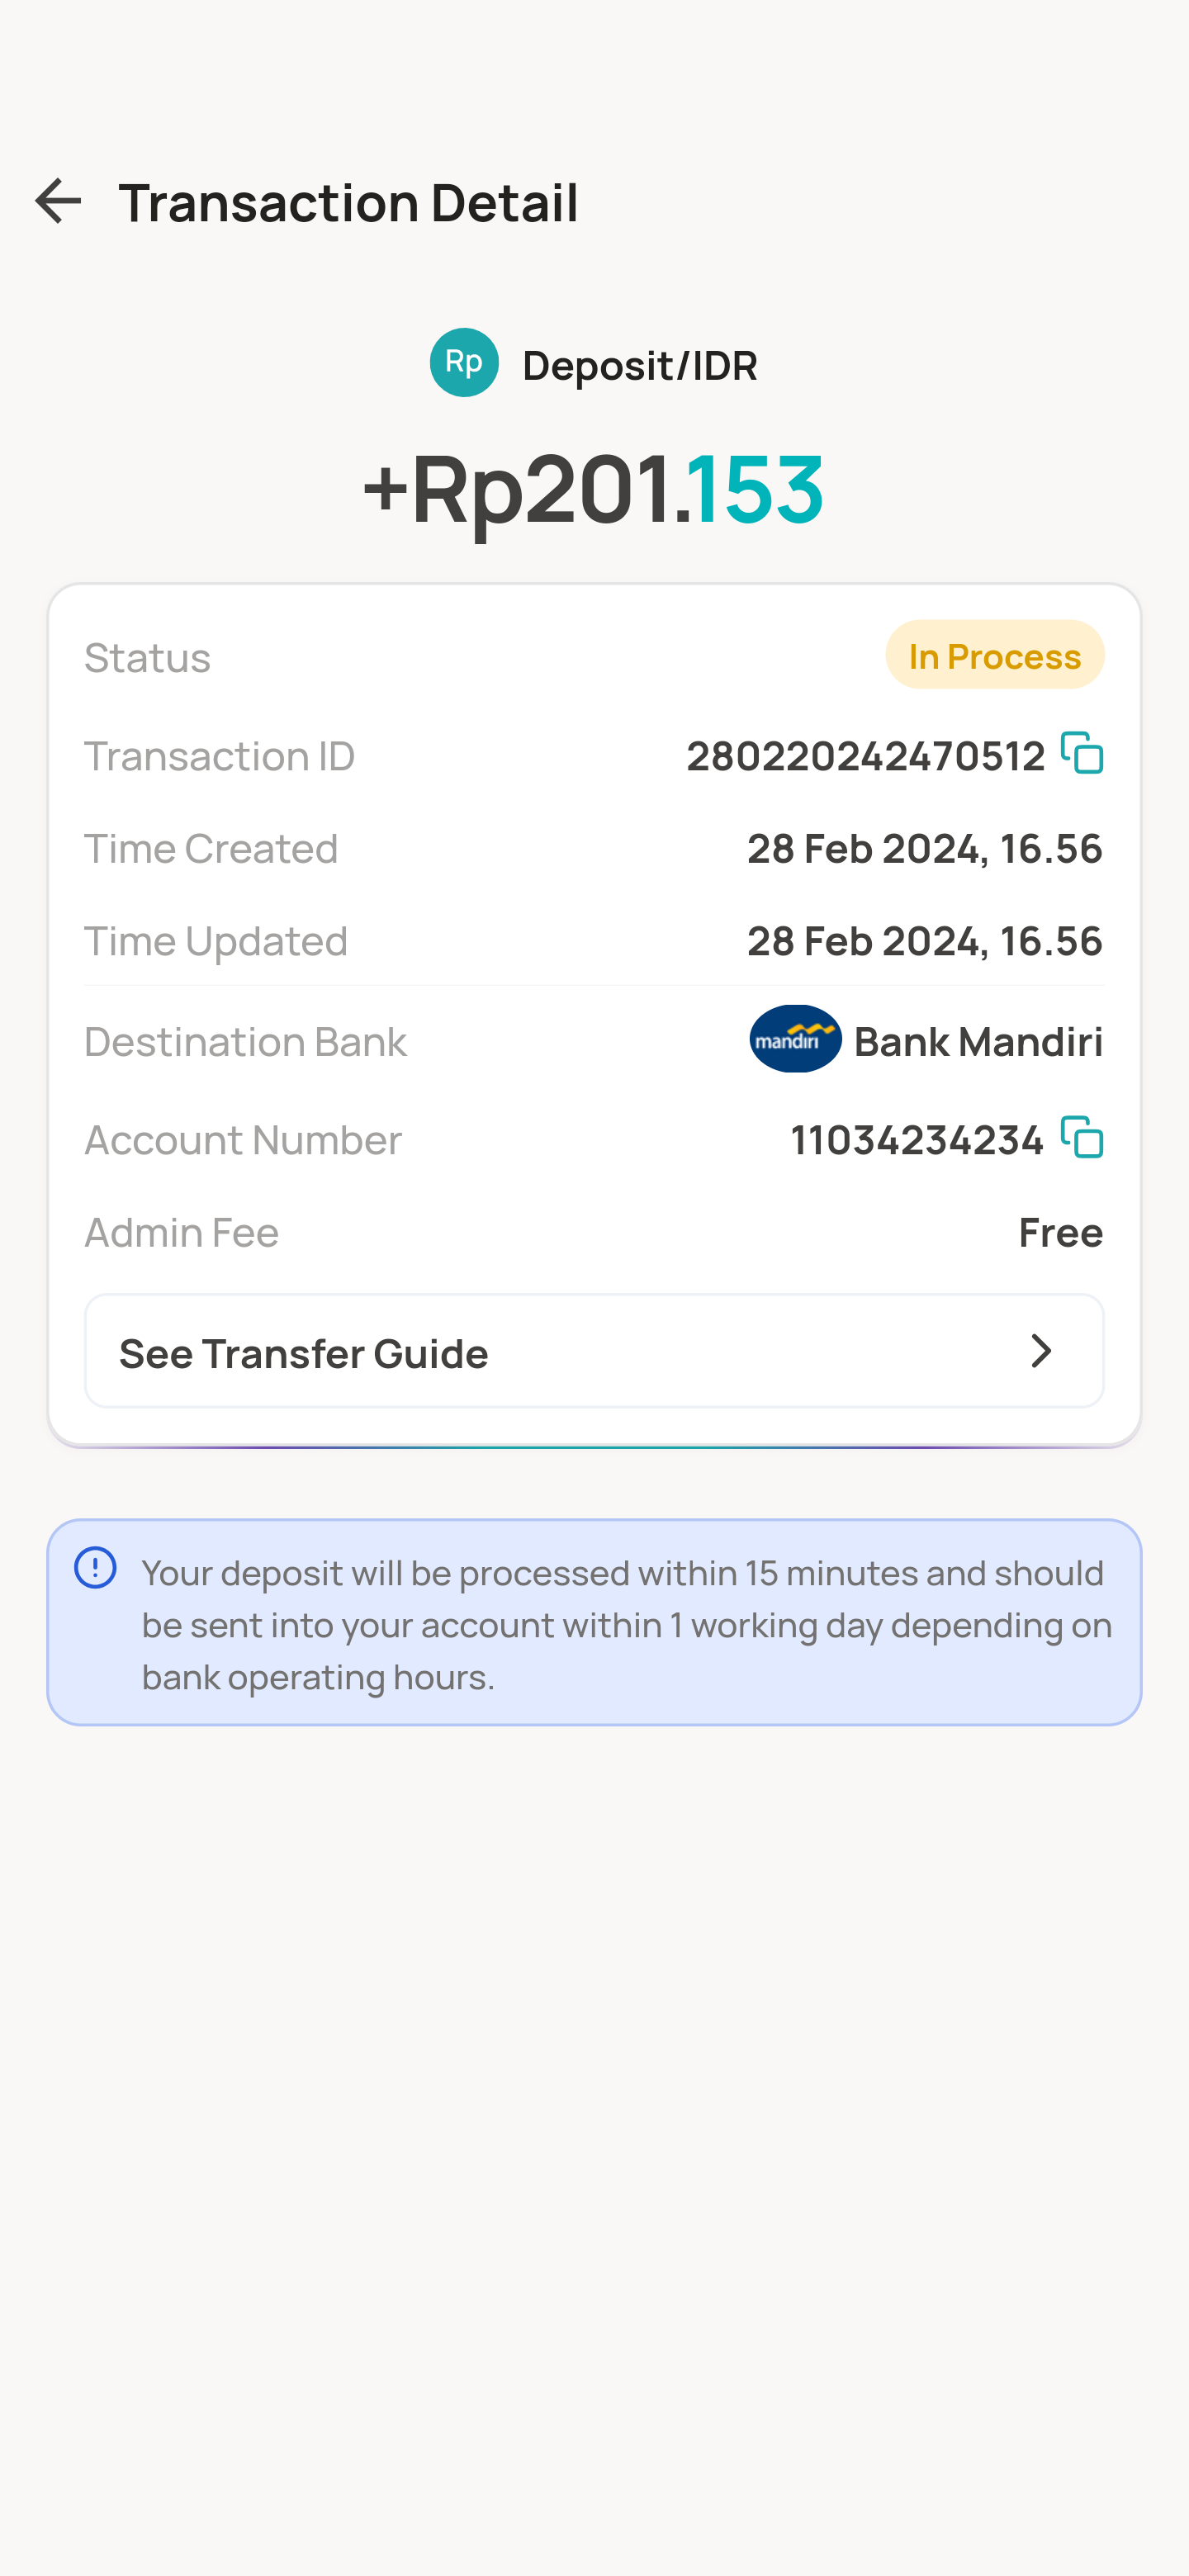 Transaction Detail
Rp Deposit/IDR
+Rp201.153
Status In Process
Transaction ID 280220242470512
Time Created 28 Feb 2024, 16.56
Time Updated 28 Feb 2024, 16.56
Destination Bank mandiri Bank Mandiri
Account Number 11034234234
Admin Fee Free
See Transfer Guide
Your deposit will be processed within 15 minutes and should
be sent into your account within 1 working day depending on
bank operating hours.